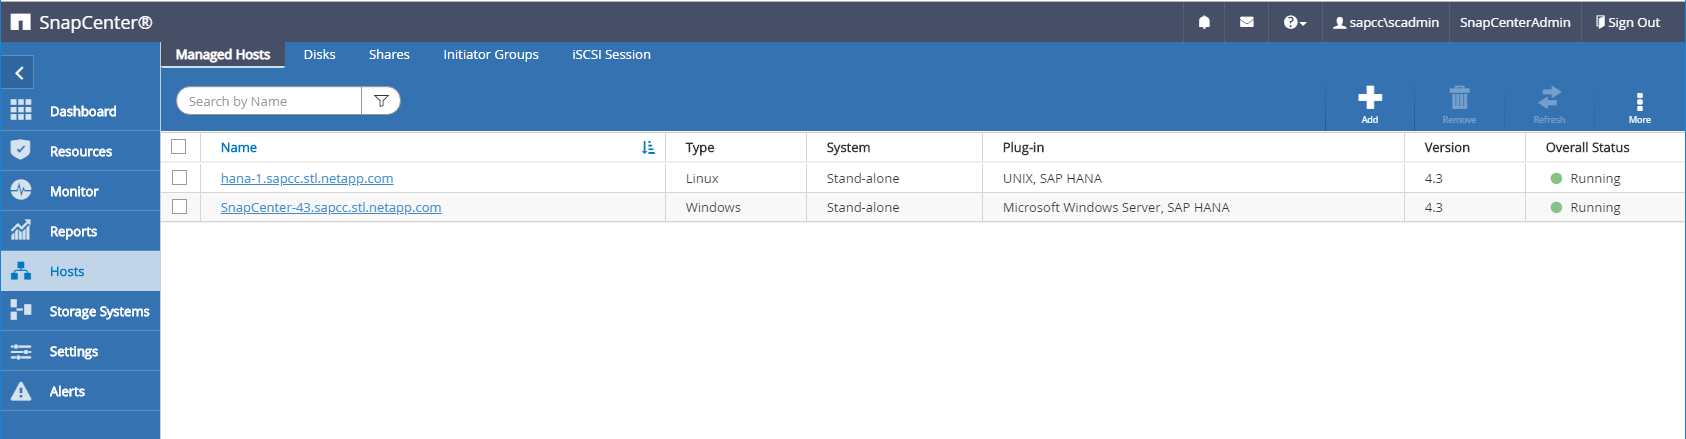 SnapCenter® sapcc\scadmin SnapCenterAdmin Sign Out
Managed Hosts Disks Shares Initiator Groups iSCSI Session
Search by Name
Add Remove Refresh More
Dashboard
Resources
Monitor
Reports
Hosts
Storage Systems
Settings
Alerts
Name Type System Plug-in Version Overall Status
hana-1.sapcc.stl.netapp.com Linux Stand-alone UNIX, SAP HANA 4.3 Running
SnapCenter-43.sapcc.stl.netapp.com Windows Stand-alone Microsoft Windows Server, SAP HANA 4.3 Running